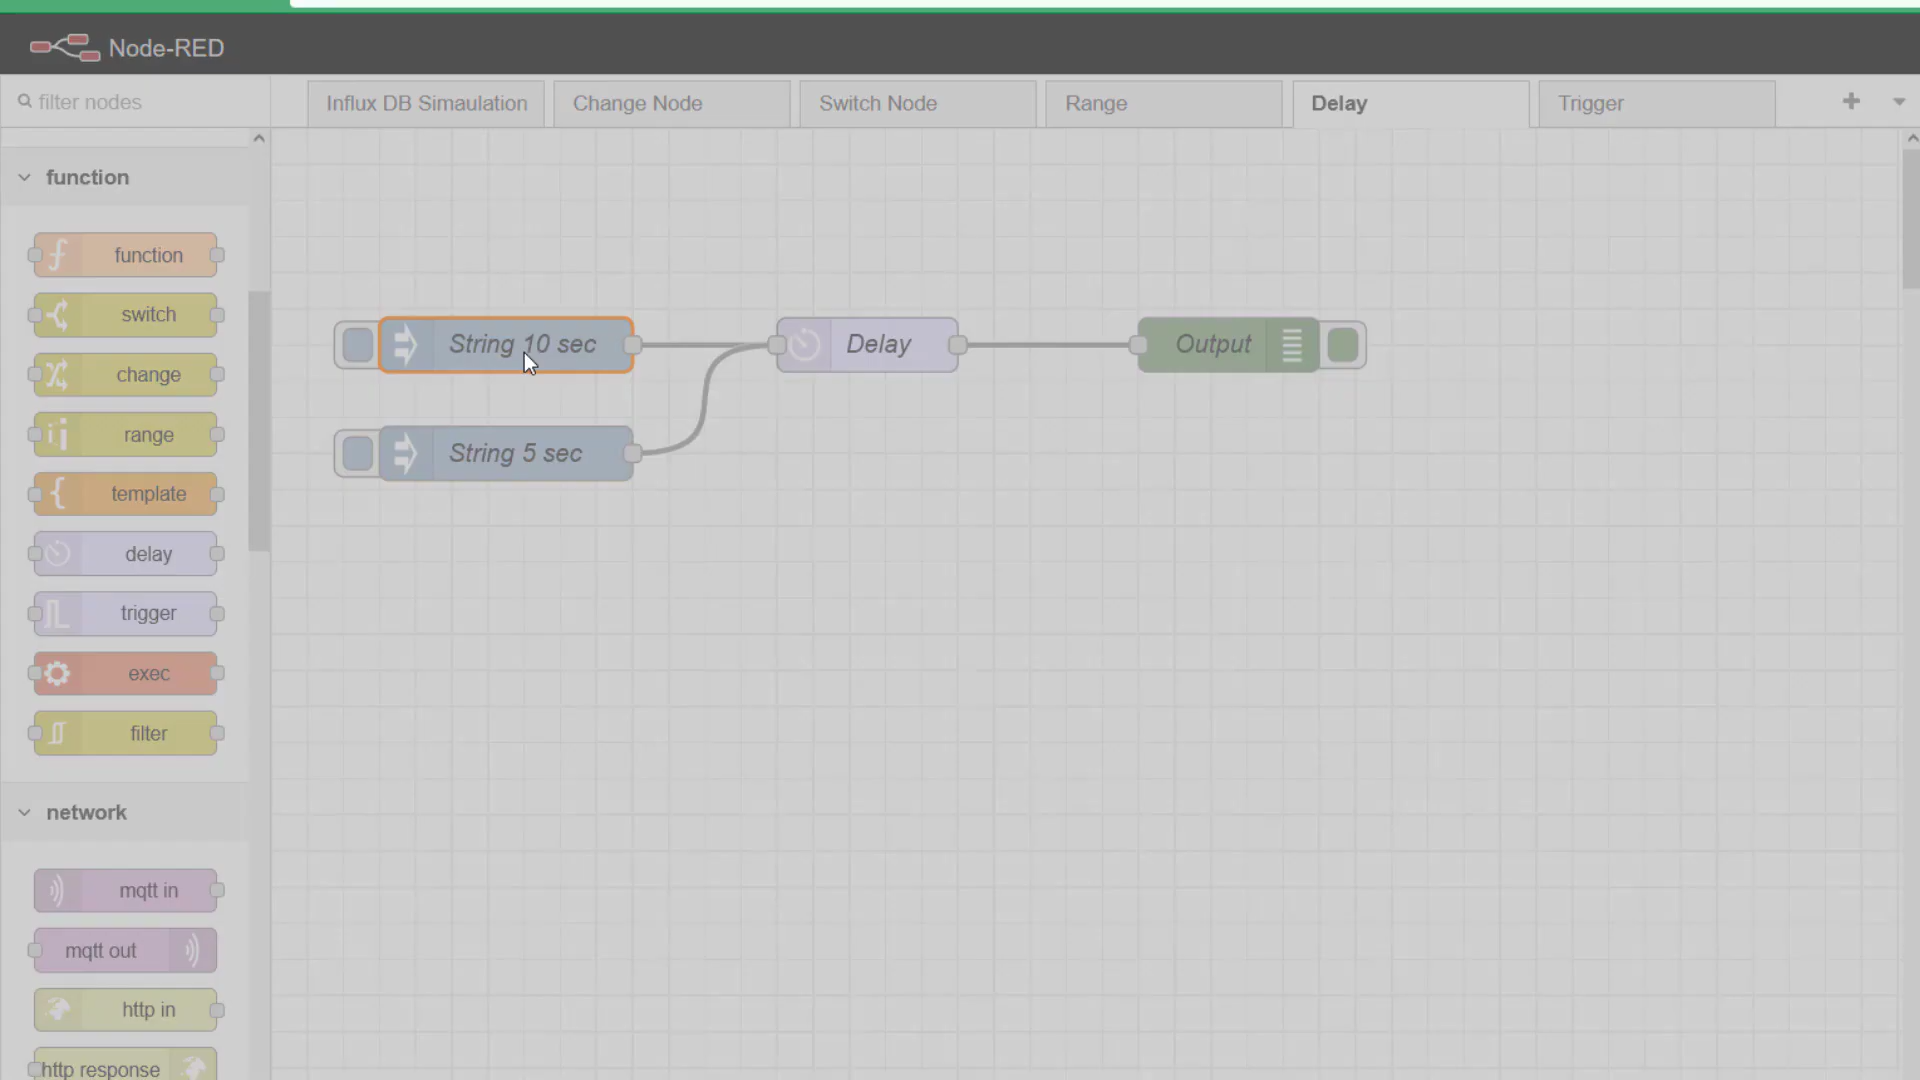 Node-RED
filter nodes
Influx DB Simaulation
Change Node
Switch Node
Range
Delay
Trigger
function
function
switch
change
range
template
delay
trigger
exec
filter
network
mqtt in
mqtt out
http in
http response
String 10 sec
Delay
Output
String 5 sec